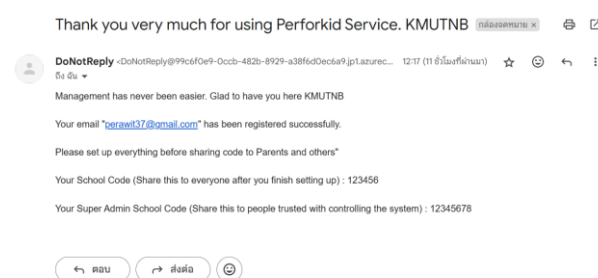 Thank you very much for using Perforkid Service. KMUTNB กล่องจดหมาย ×
DoNotReply <DoNotReply@99c6f0e9-0ccb-482b-8929-a38f6d0ec6a9.jp1.azurec... 12:17 (11 ชั่วโมงที่ผ่านมา)
ถึง ฉัน
Management has never been easier. Glad to have you here KMUTNB
Your email "perawit37@gmail.com" has been registered successfully.
Please set up everything before sharing code to Parents and others"
Your School Code (Share this to everyone after you finish setting up) : 123456
Your Super Admin School Code (Share this to people trusted with controlling the system) : 12345678
ตอบ
ส่งต่อ